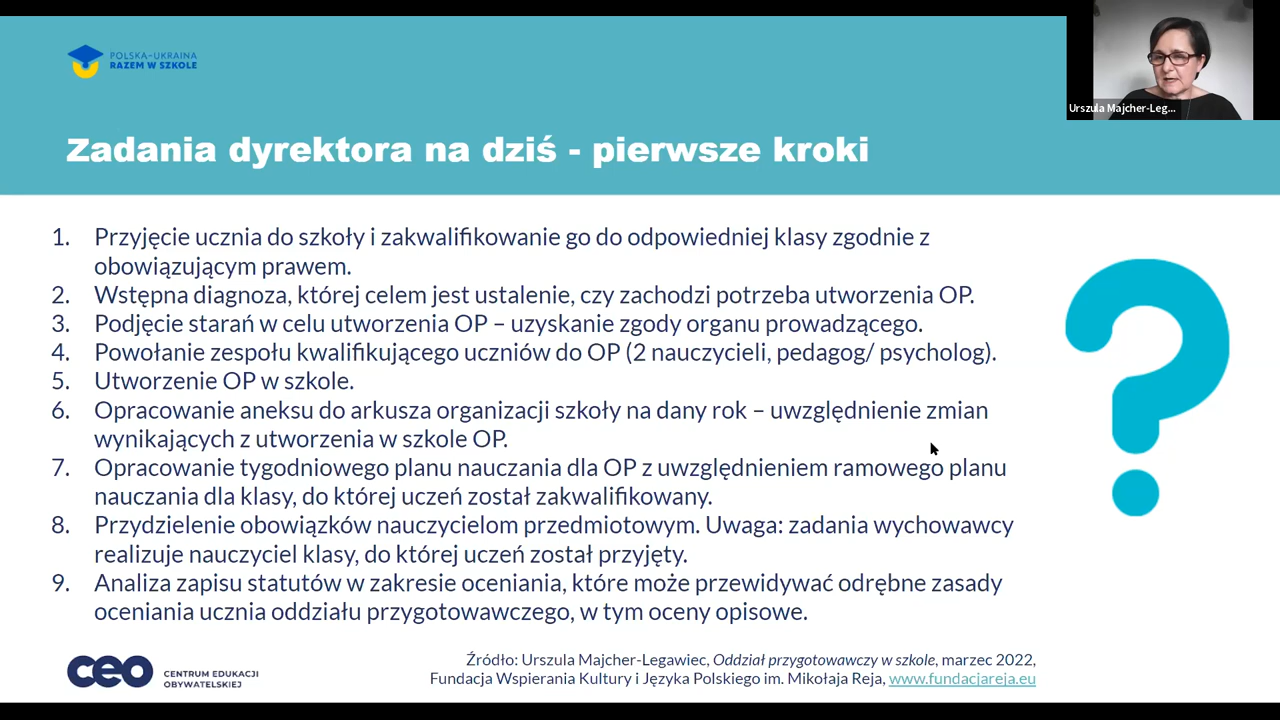 POLSKA-UKRAINA
RAZEM W SZKOLE
Urszula Majcher-Leg...
Zadania dyrektora na dziś - pierwsze kroki
1. Przyjęcie ucznia do szkoły i zakwalifikowanie go do odpowiedniej klasy zgodnie z
obowiązującym prawem.
2. Wstępna diagnoza, której celem jest ustalenie, czy zachodzi potrzeba utworzenia OP.
3. Podjęcie starań w celu utworzenia OP – uzyskanie zgody organu prowadzącego.
4. Powołanie zespołu kwalifikującego uczniów do OP (2 nauczycieli, pedagog/ psycholog).
5. Utworzenie OP w szkole.
6. Opracowanie aneksu do arkusza organizacji szkoły na dany rok – uwzględnienie zmian
wynikających z utworzenia w szkole OP.
7. Opracowanie tygodniowego planu nauczania dla OP z uwzględnieniem ramowego planu
nauczania dla klasy, do której uczeń został zakwalifikowany.
8. Przydzielenie obowiązków nauczycielom przedmiotowym. Uwaga: zadania wychowawcy
realizuje nauczyciel klasy, do której uczeń został przyjęty.
9. Analiza zapisu statutów w zakresie oceniania, które może przewidywać odrębne zasady
oceniania ucznia oddziału przygotowawczego, w tym oceny opisowe.
?
ceo CENTRUM EDUKACJI
OBYWATELSKIEJ
Źródło: Urszula Majcher-Legawiec, Oddział przygotowawczy w szkole, marzec 2022,
Fundacja Wspierania Kultury i Języka Polskiego im. Mikołaja Reja, www.fundacjareja.eu